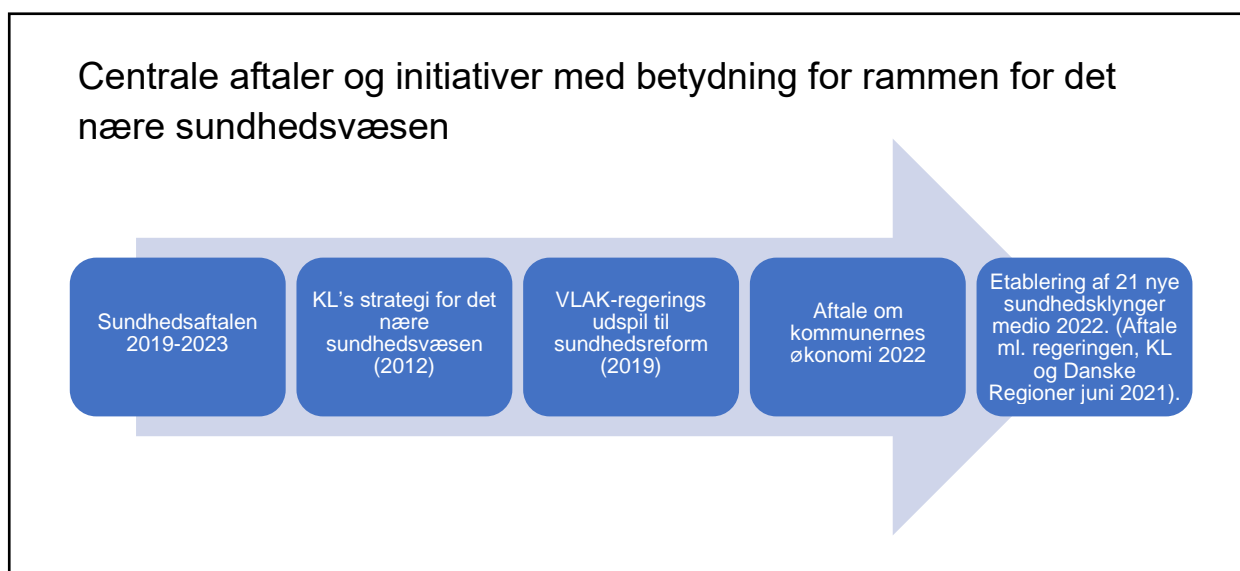 Centrale aftaler og initiativer med betydning for rammen for det
nære sundhedsvæsen
Sundhedsaftalen
2019-2023
KL's strategi for det
nære
sundhedsvæsen
(2012)
VLAK-regerings
udspil til
sundhedsreform
(2019)
Aftale om
kommunernes
økonomi 2022
Etablering af 21 nye
sundhedsklynger
medio 2022. (Aftale
ml. regeringen, KL
og Danske
Regioner juni 2021).